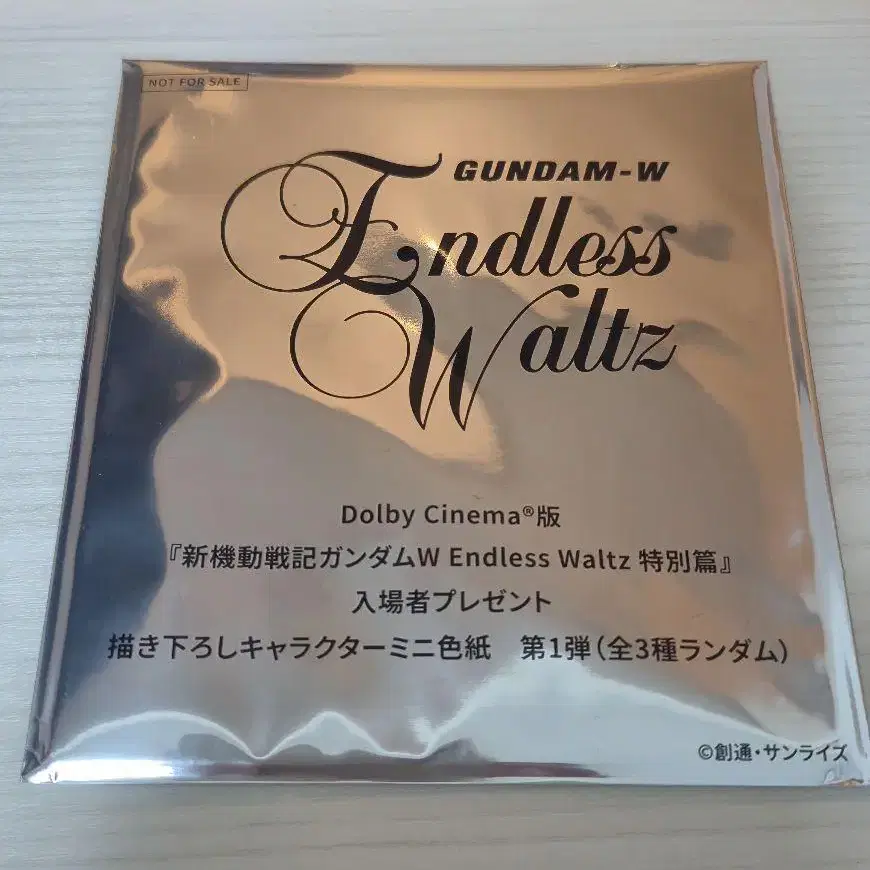 NOT FOR SALE
GUNDAM-W
Endless
Waltz
Dolby Cinema®版
『新機動戦記ガンダムW Endless Waltz 特別篇』
入場者プレゼント
描き下ろしキャラクターミニ色紙　第1弾(全3種ランダム)
©創通・サンライズ